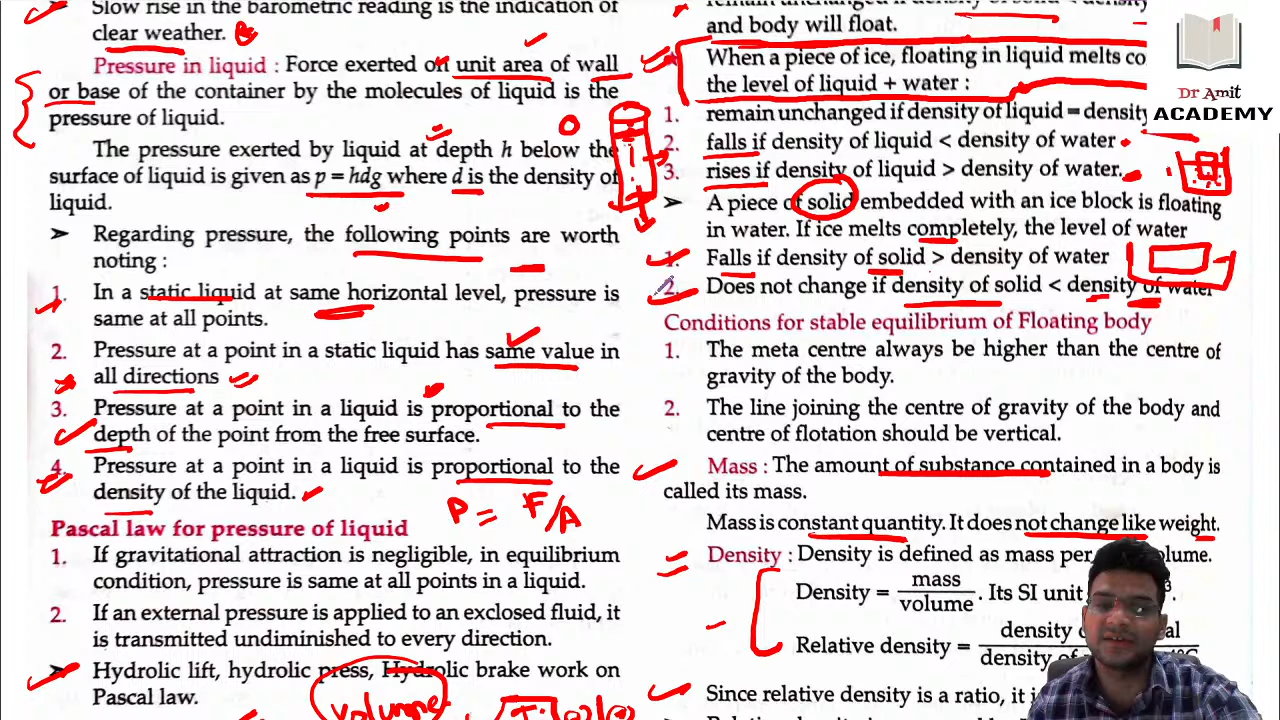 Slow rise in the barometric reading is the indication of
clear weather.
Pressure in liquid : Force exerted on unit area of wall
or base of the container by the molecules of liquid is the
pressure of liquid.
The pressure exerted by liquid at depth h below the
surface of liquid is given as p = hdg where d is the density of
liquid.
➤ Regarding pressure, the following points are worth
noting :
1. In a static liquid at same horizontal level, pressure is
same at all points.
2. Pressure at a point in a static liquid has same value in
all directions
3. Pressure at a point in a liquid is proportional to the
depth of the point from the free surface.
4. Pressure at a point in a liquid is proportional to the
density of the liquid.
P = F/A
Pascal law for pressure of liquid
1. If gravitational attraction is negligible, in equilibrium
condition, pressure is same at all points in a liquid.
2. If an external pressure is applied to an exclosed fluid, it
is transmitted undiminished to every direction.
➤ Hydrolic lift, hydrolic press, Hydrolic brake work on
Pascal law.
volumne
remain unchanged if density of solid < density
and body will float.
When a piece of ice, floating in liquid melts co
the level of liquid + water :
1. remain unchanged if density of liquid = density
2. falls if density of liquid < density of water
3. rises if density of liquid > density of water.
➤ A piece of solid embedded with an ice block is floating
in water. If ice melts completely, the level of water
1. Falls if density of solid > density of water
2. Does not change if density of solid < density of water
Conditions for stable equilibrium of Floating body
1. The meta centre always be higher than the centre of
gravity of the body.
2. The line joining the centre of gravity of the body and
centre of flotation should be vertical.
Mass : The amount of substance contained in a body is
called its mass.
Mass is constant quantity. It does not change like weight.
Density : Density is defined as mass per volume.
Density = mass / volume . Its SI unit
Relative density = density / density of
Since relative density is a ratio, it i
Dr Amit
ACADEMY